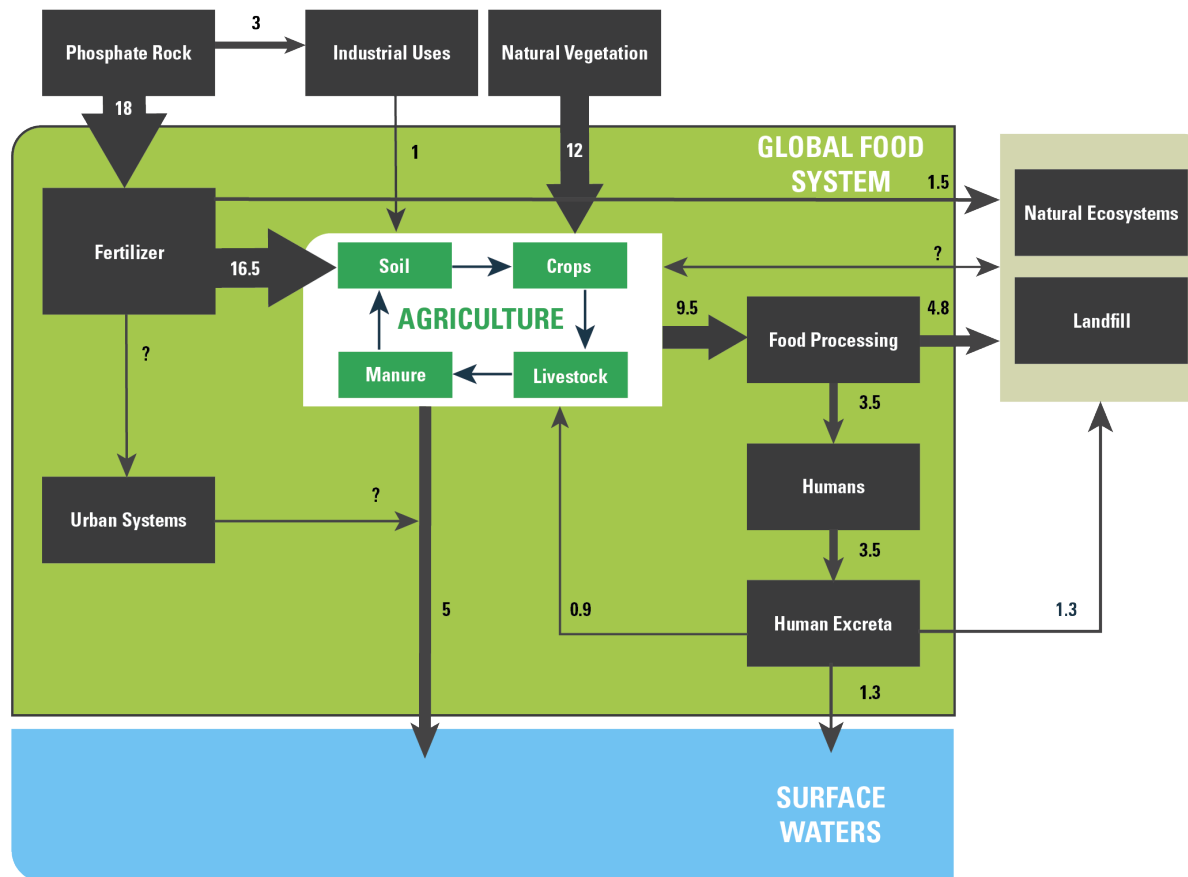 3
Phosphate Rock
Industrial Uses
Natural Vegetation
18
1
12
GLOBAL FOOD
SYSTEM
1.5
Natural Ecosystems
Fertilizer
16.5
Soil
Crops
?
AGRICULTURE
9.5
4.8
Landfill
Food Processing
?
Manure
Livestock
3.5
Humans
?
Urban Systems
3.5
5
0.9
Human Excreta
1.3
1.3
SURFACE
WATERS